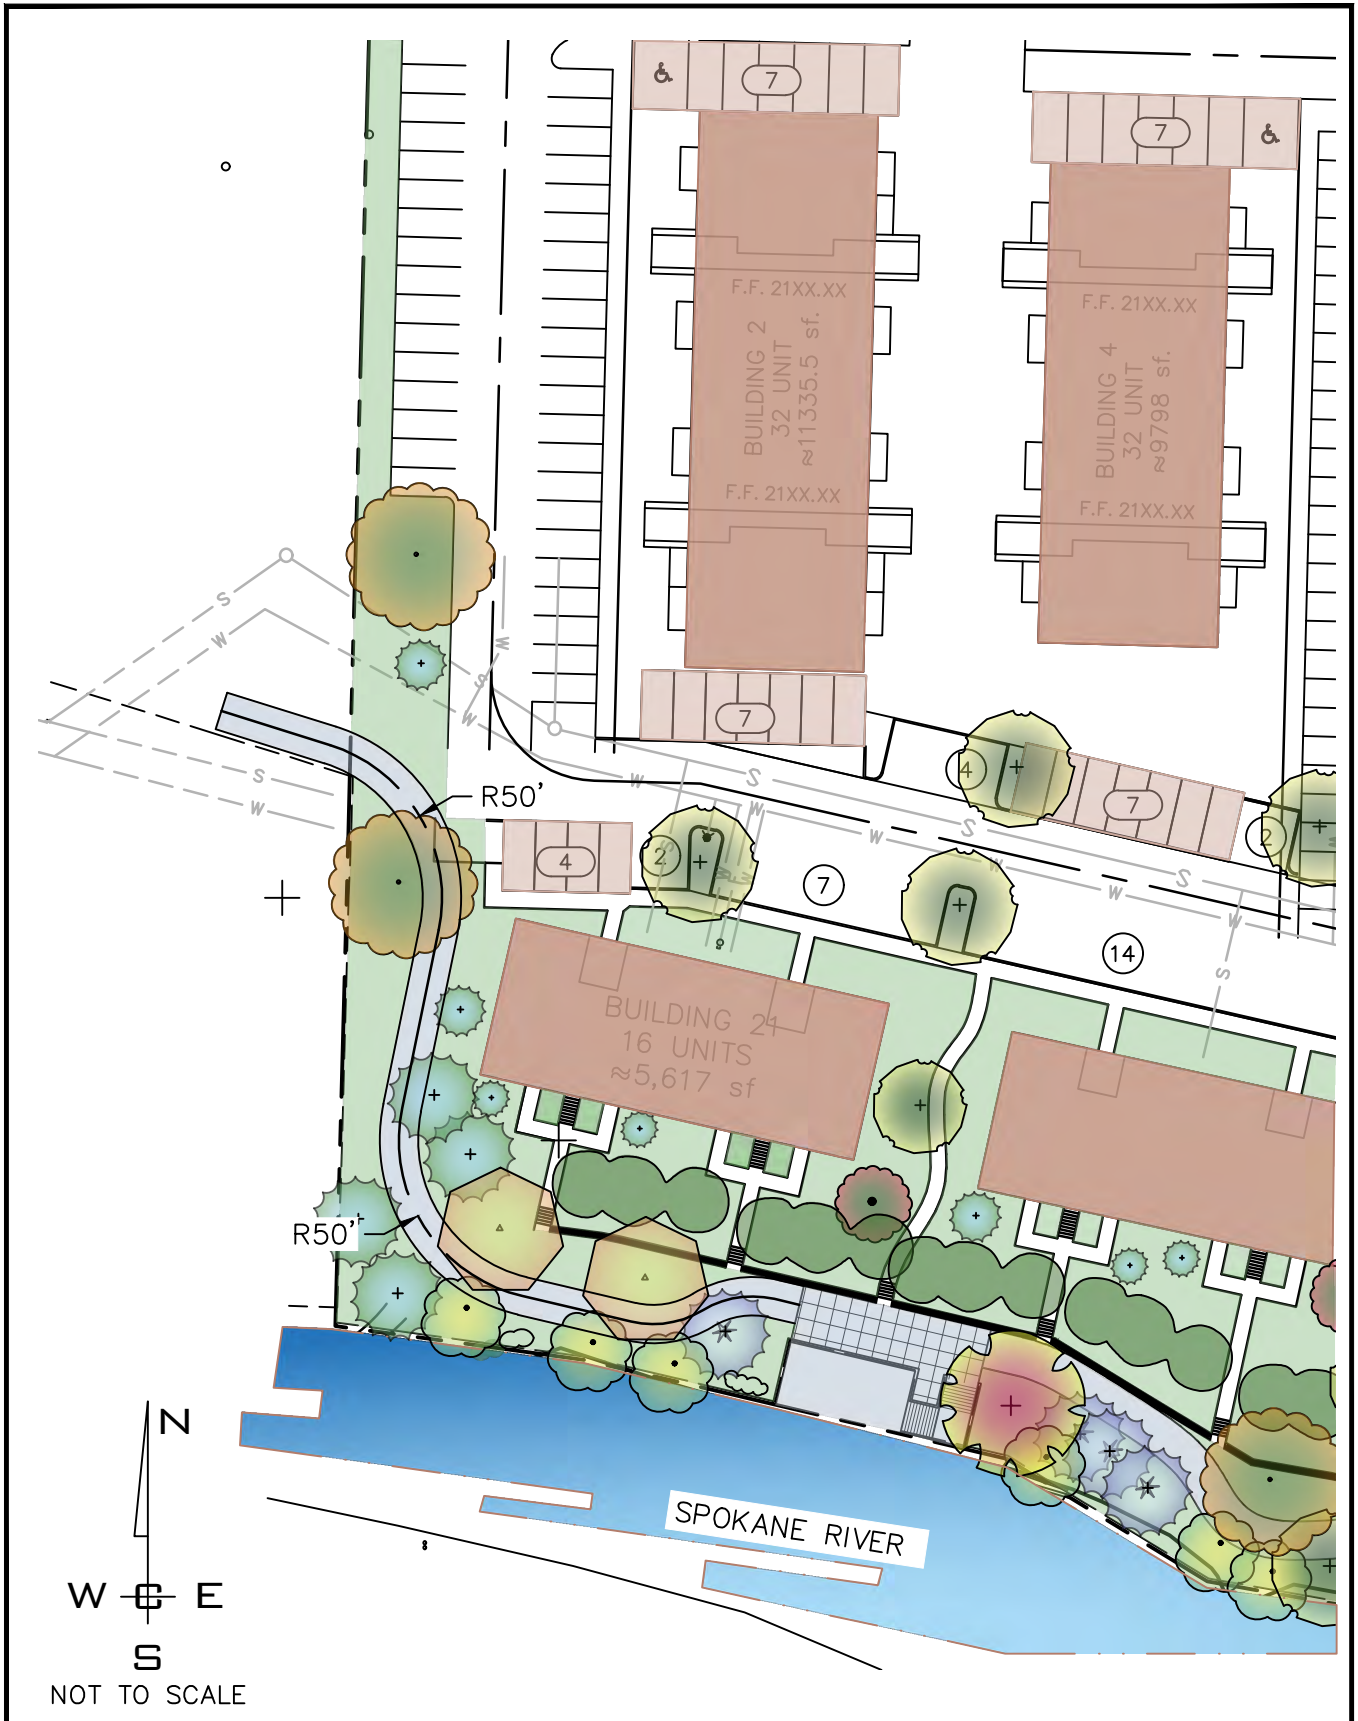 7
7
F.F. 21XX.XX
F.F. 21XX.XX
BUILDING 2
32 UNIT
≈11335.5 sf.
BUILDING 4
32 UNIT
≈9798 sf.
F.F. 21XX.XX
F.F. 21XX.XX
S
W
W
S
W
7
S
W
S
W
4
7
W
S
W
R50'
W
S
W
2
4
2
7
W
S
W
W
14
S
BUILDING 21
16 UNITS
≈5,617 sf
R50'
SPOKANE RIVER
N
W C E
S
NOT TO SCALE